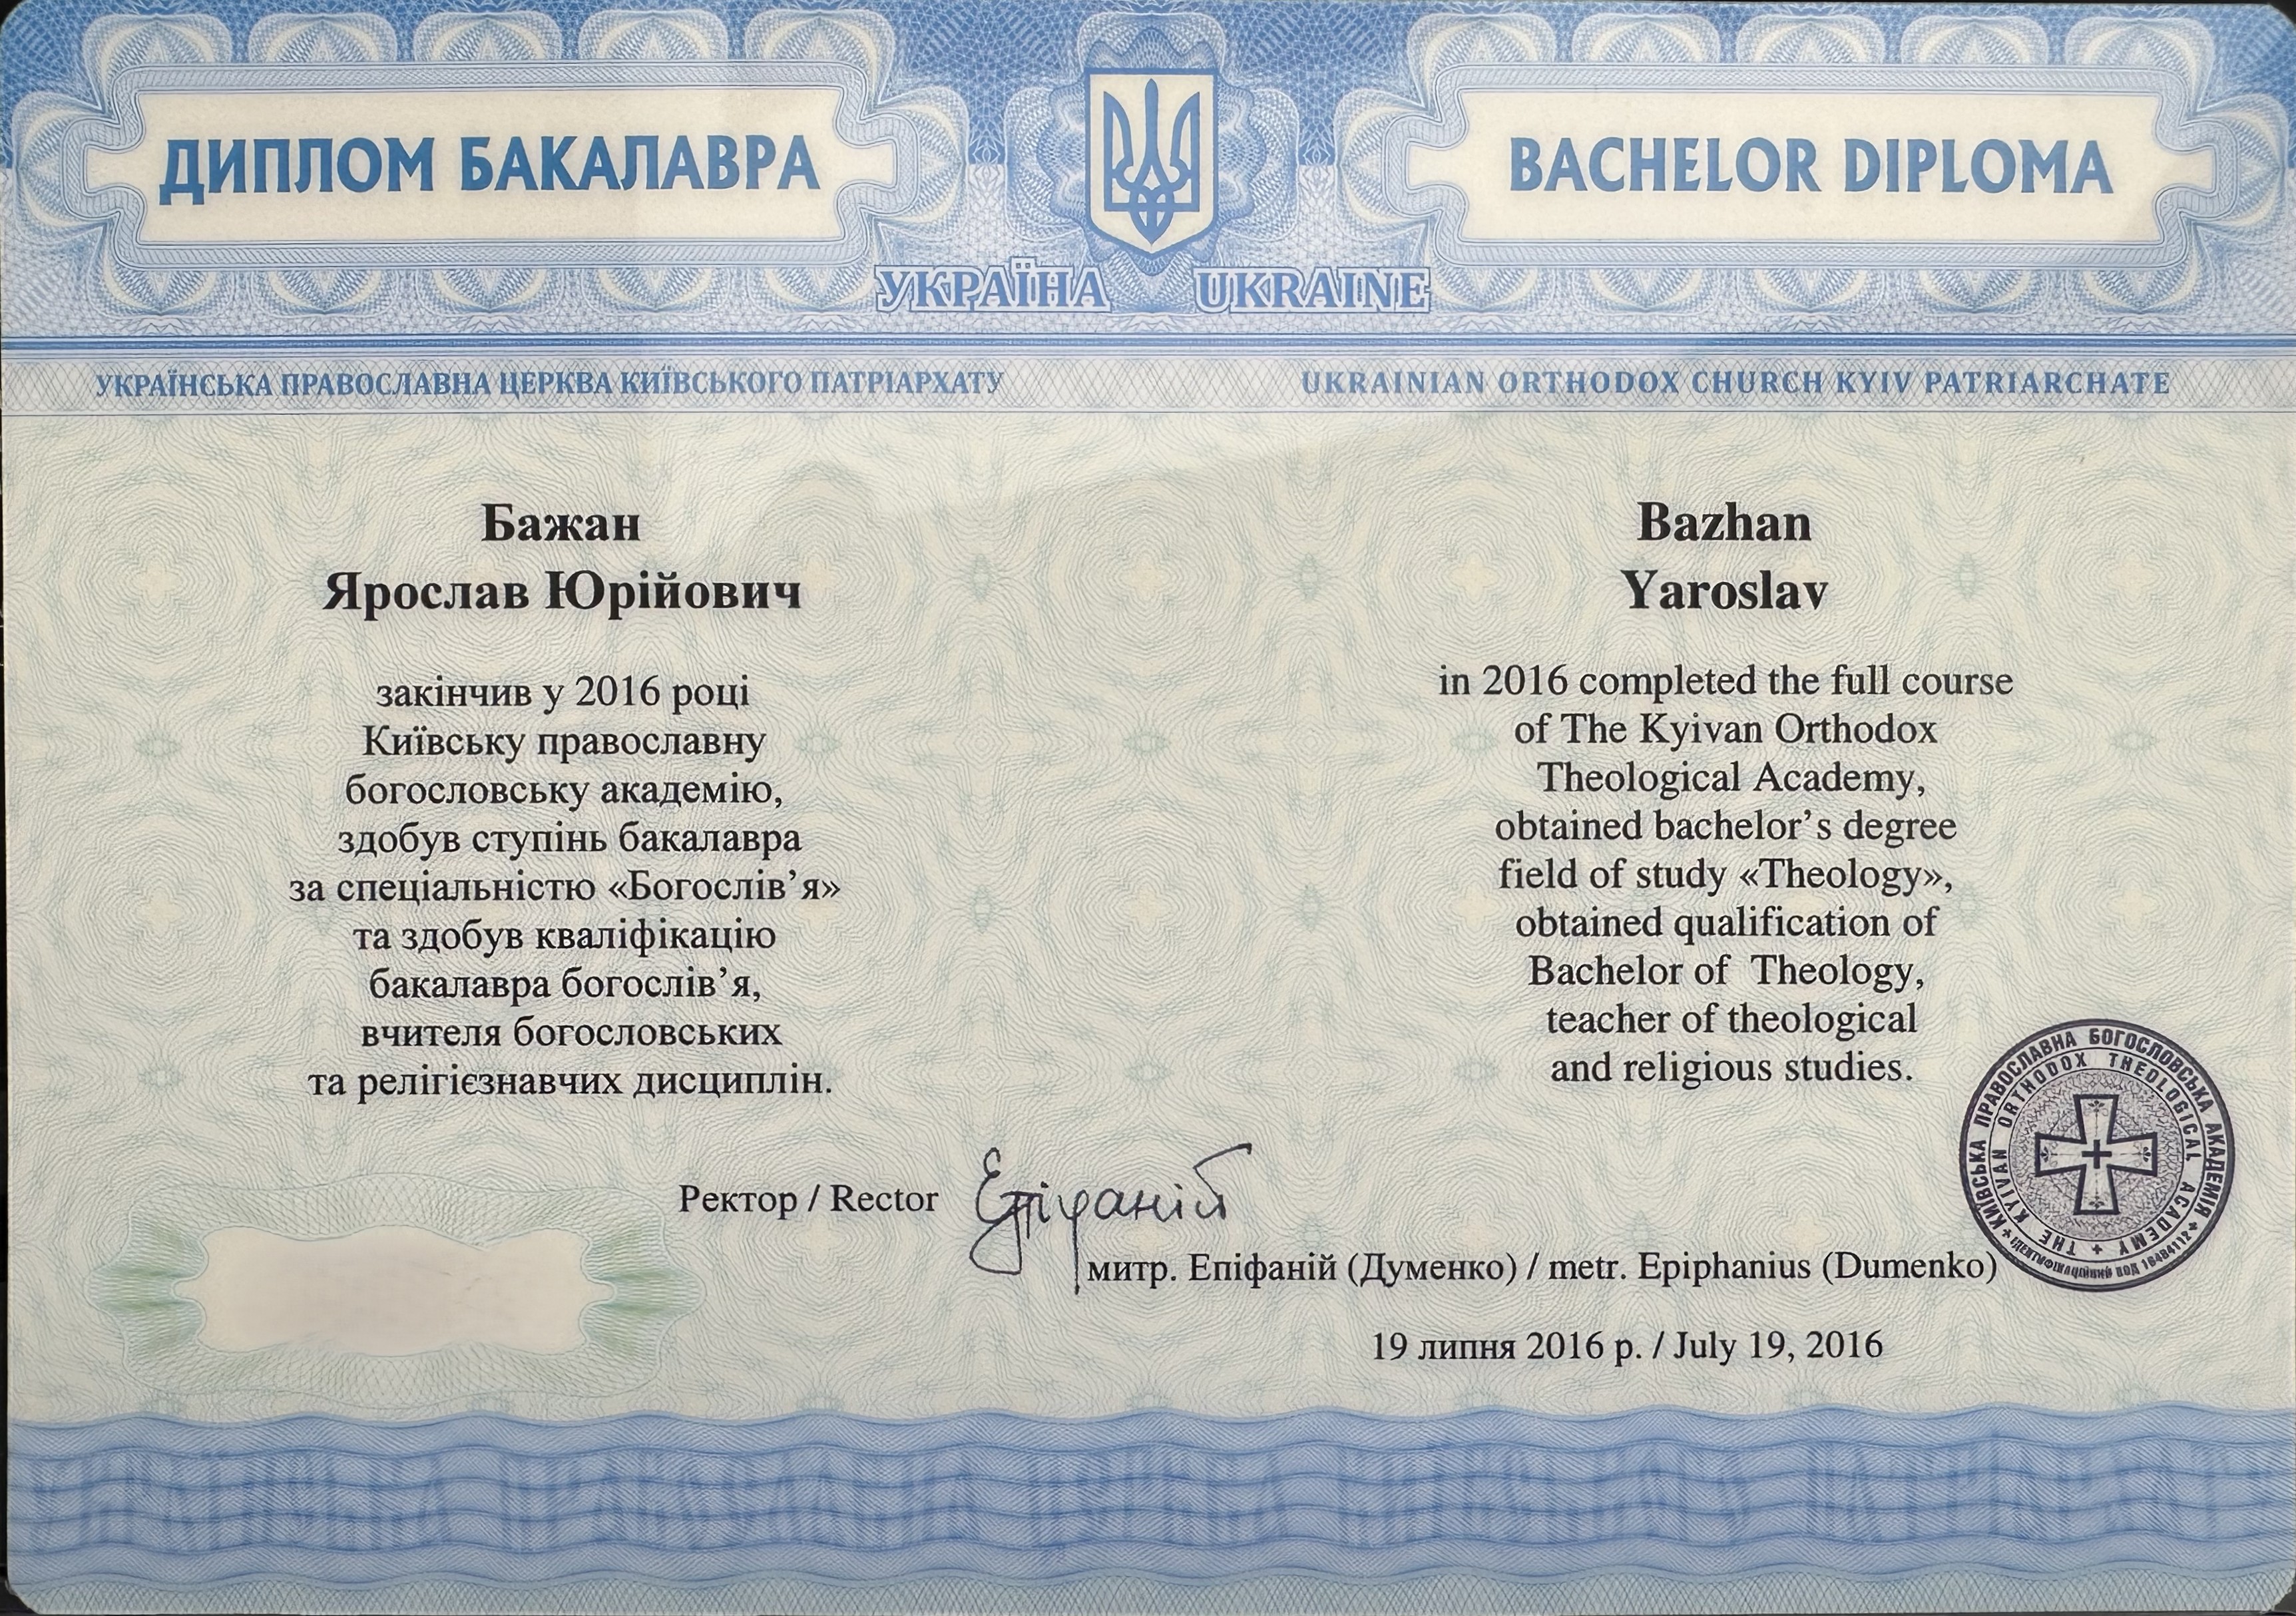 ДИПЛОМ БАКАЛАВРА
BACHELOR DIPLOMA
УКРАЇНА UKRAINE
УКРАЇНСЬКА ПРАВОСЛАВНА ЦЕРКВА КИЇВСЬКОГО ПАТРІАРХАТУ
UKRAINIAN ORTHODOX CHURCH KYIV PATRIARCHATE
Бажан
Ярослав Юрійович
закінчив у 2016 році
Київську православну
богословську академію,
здобув ступінь бакалавра
за спеціальністю «Богослів’я»
та здобув кваліфікацію
бакалавра богослів’я,
вчителя богословських
та релігієзнавчих дисциплін.
Bazhan
Yaroslav
in 2016 completed the full course
of The Kyivan Orthodox
Theological Academy,
obtained bachelor’s degree
field of study «Theology»,
obtained qualification of
Bachelor of Theology,
teacher of theological
and religious studies.
Ректор / Rector
Епіфаній
митр. Епіфаній (Думенко) / metr. Epiphanius (Dumenko)
19 липня 2016 р. / July 19, 2016
КИЇВСЬКА ПРАВОСЛАВНА БОГОСЛОВСЬКА АКАДЕМІЯ
THE KYIVAN ORTHODOX THEOLOGICAL ACADEMY